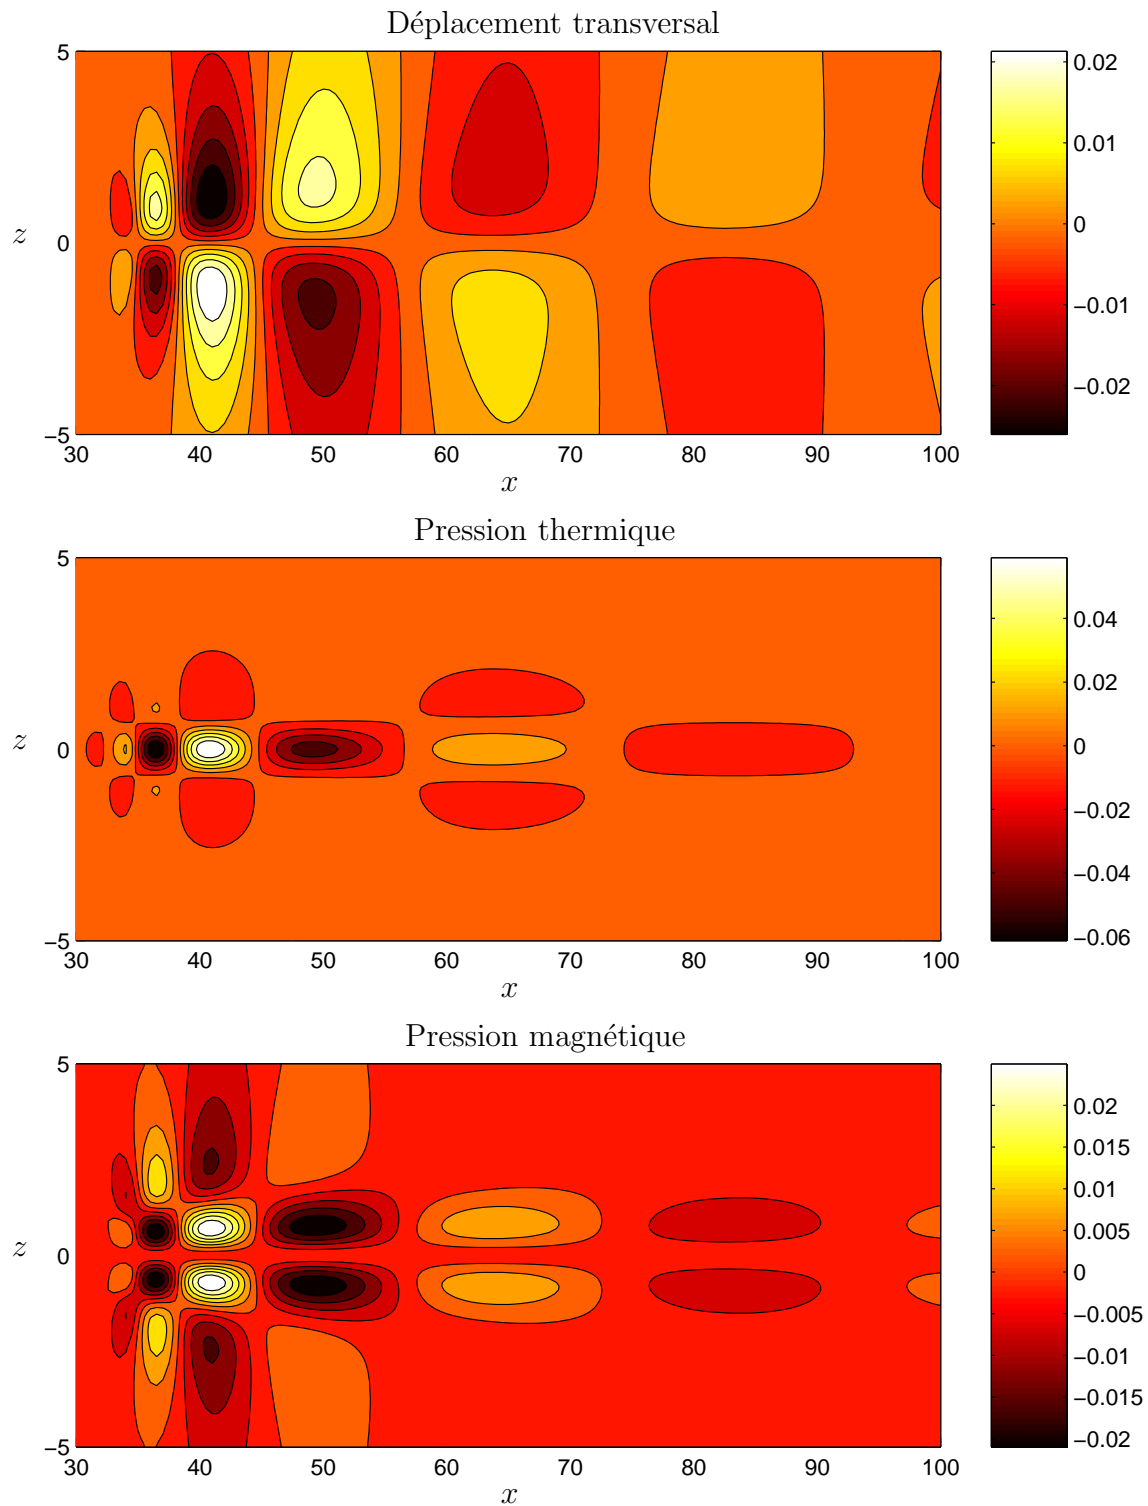 Déplacement transversal
5
0
−5
z
30 40 50 60 70 80 90 100
x
0.02
0.01
0
−0.01
−0.02
Pression thermique
5
0
−5
z
30 40 50 60 70 80 90 100
x
0.04
0.02
0
−0.02
−0.04
−0.06
Pression magnétique
5
0
−5
z
30 40 50 60 70 80 90 100
x
0.02
0.015
0.01
0.005
0
−0.005
−0.01
−0.015
−0.02